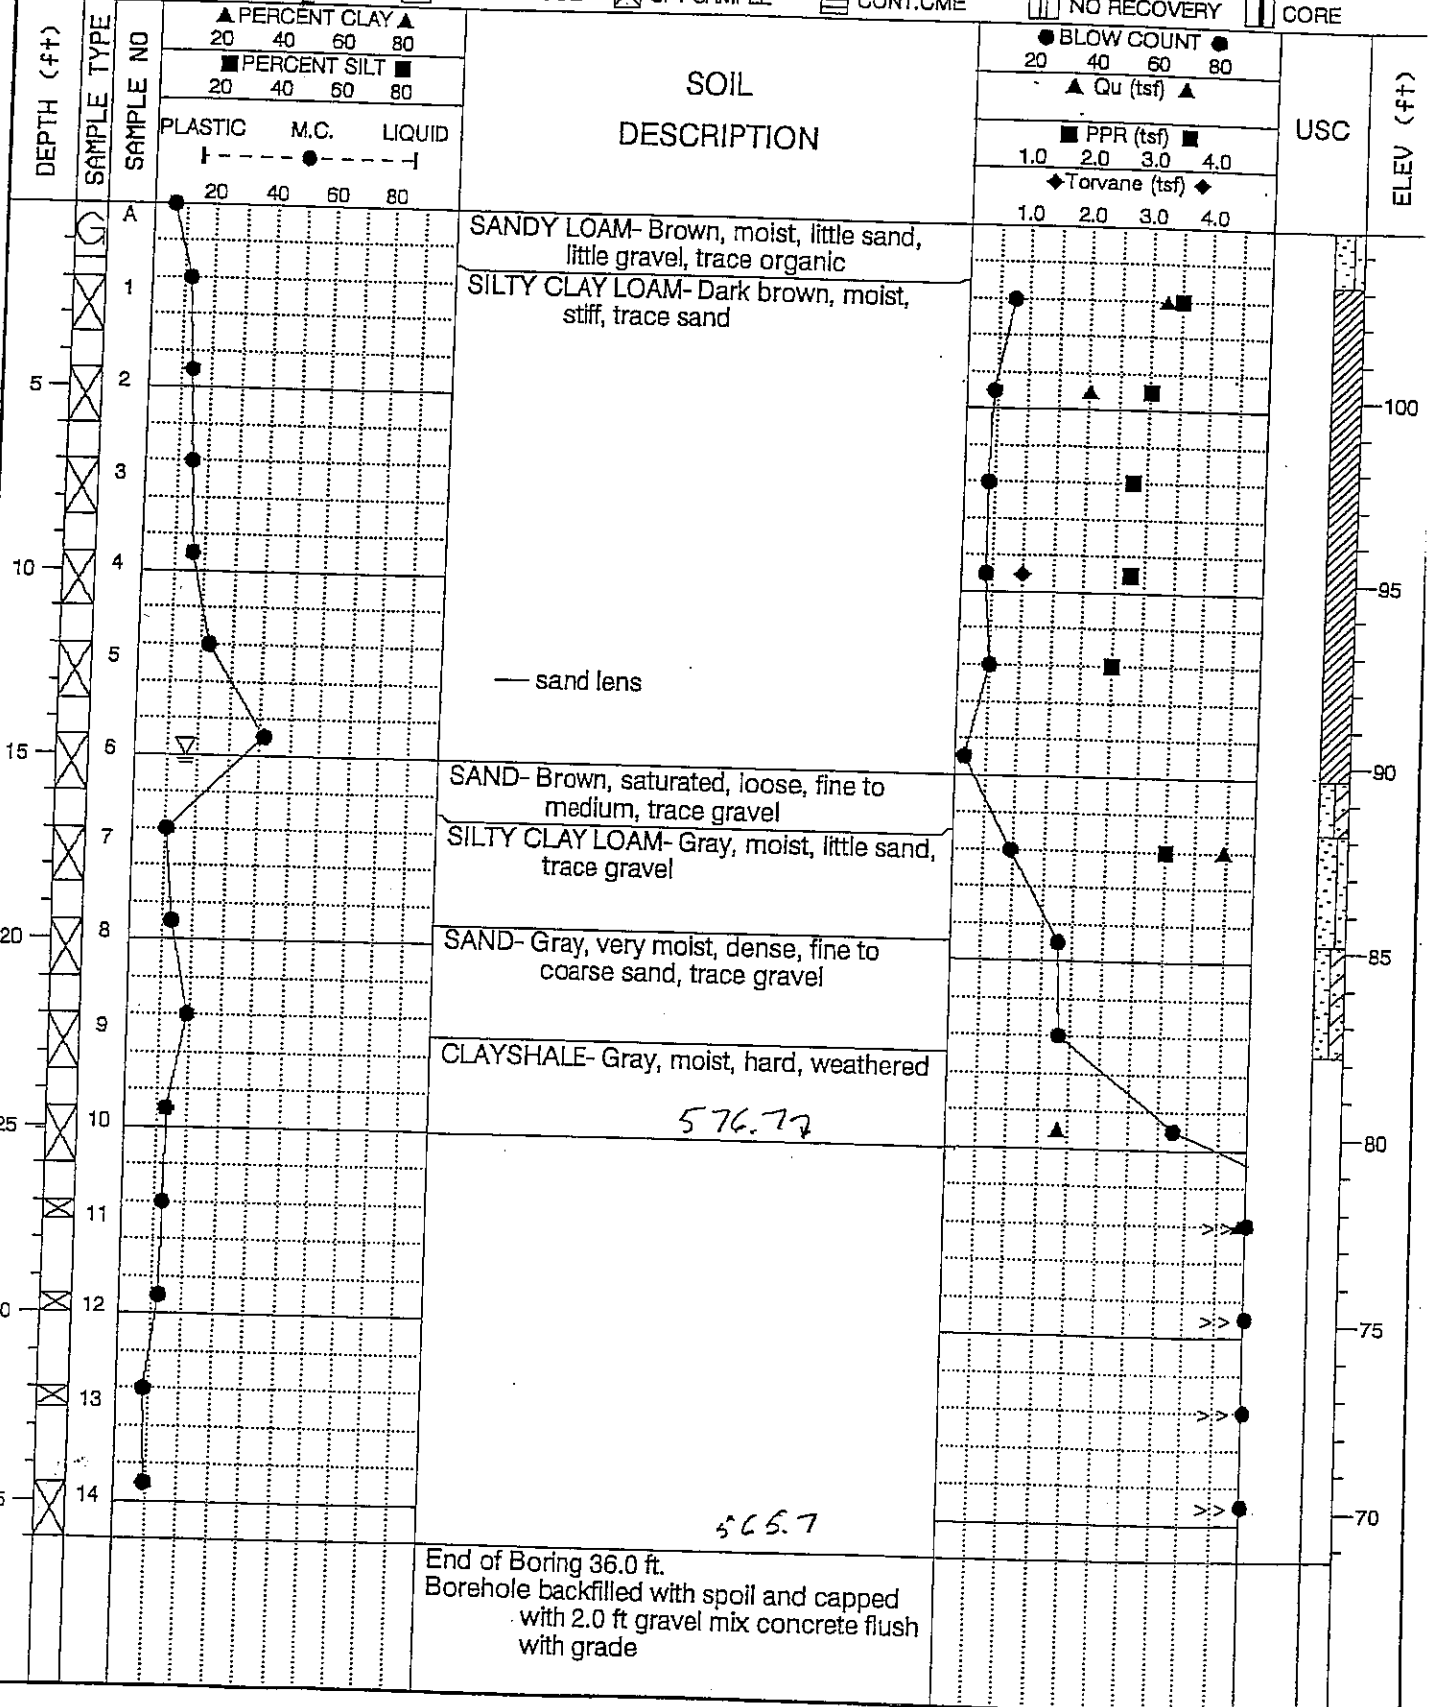 CONT.CME NO RECOVERY CORE
DEPTH (ft)
SAMPLE TYPE
SAMPLE NO
▲ PERCENT CLAY ▲
20 40 60 80
■ PERCENT SILT ■
20 40 60 80
PLASTIC M.C. LIQUID
20 40 60 80
SOIL
DESCRIPTION
● BLOW COUNT ●
20 40 60 80
▲ Qu (tsf) ▲
■ PPR (tsf) ■
1.0 2.0 3.0 4.0
◆ Torvane (tsf) ◆
1.0 2.0 3.0 4.0
USC
ELEV (ft)
G A
SANDY LOAM- Brown, moist, little sand,
little gravel, trace organic
1
SILTY CLAY LOAM- Dark brown, moist,
stiff, trace sand
5 2
100
3
10 4
95
5
sand lens
15 6
90
SAND- Brown, saturated, loose, fine to
medium, trace gravel
7
SILTY CLAY LOAM- Gray, moist, little sand,
trace gravel
20 8
85
SAND- Gray, very moist, dense, fine to
coarse sand, trace gravel
9
CLAYSHALE- Gray, moist, hard, weathered
576.77
25 10
80
11
>>
12
>>
75
13
>>
14
>>
70
565.7
End of Boring 36.0 ft.
Borehole backfilled with spoil and capped
with 2.0 ft gravel mix concrete flush
with grade